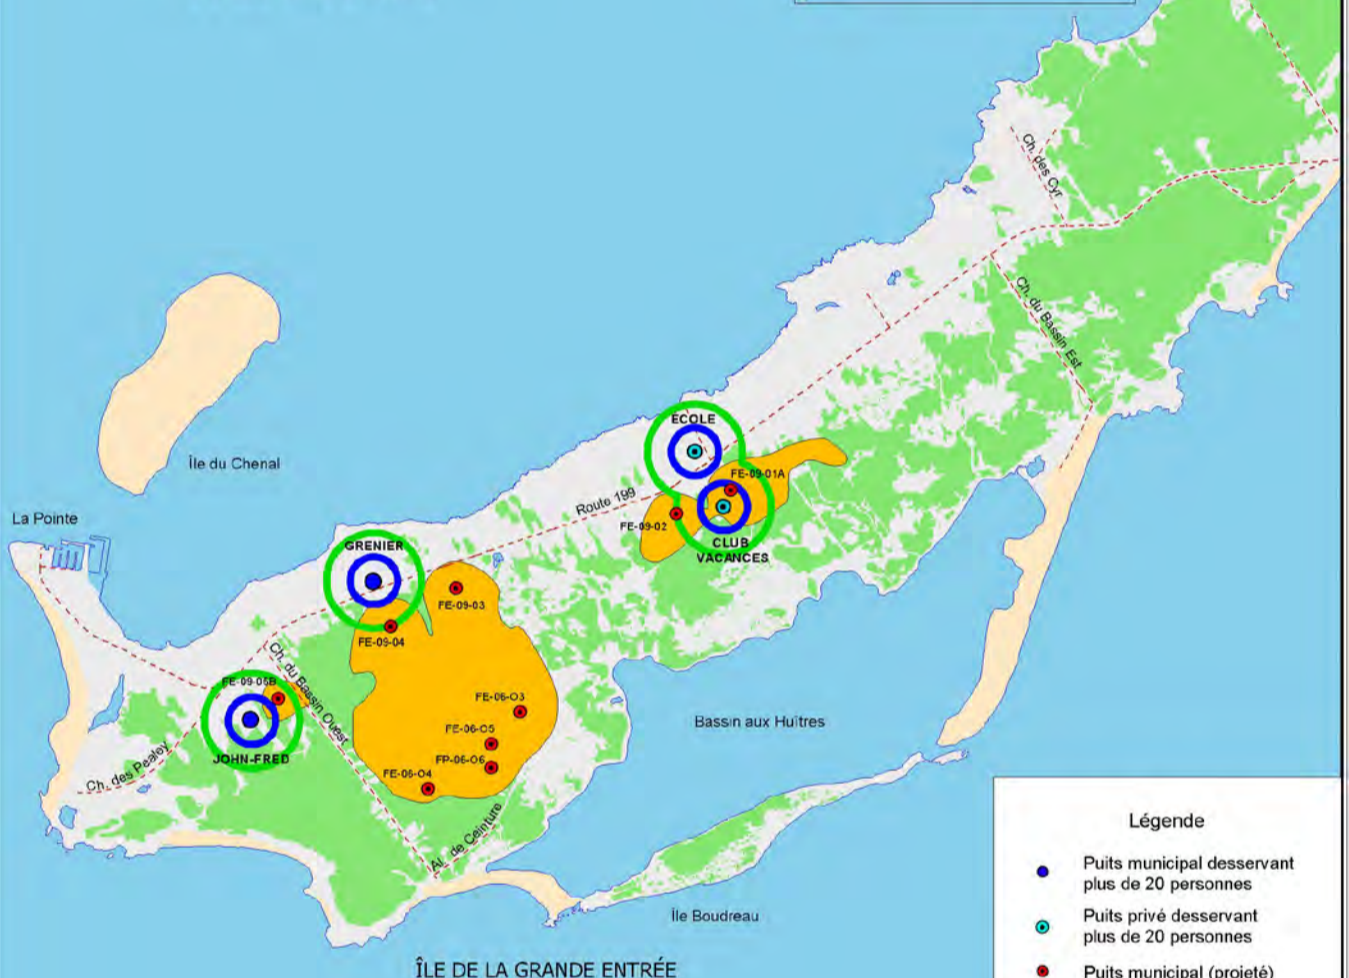 Ch. des Cyr
Ch. du Bassin Est
ECOLE
Île du Chenal
FE-09-01A
Route 199
La Pointe
FE-09-02
CLUB
VACANCES
GRENIER
FE-09-03
FE-09-04
Ch. du Bassin Ouest
FE-09-05B
FE-06-O3
Bassin aux Huîtres
FE-06-O5
JOHN-FRED
FP-06-O6
Ch. des Pealey
FE-06-O4
Al. de Ceinture
Île Boudreau
ÎLE DE LA GRANDE ENTRÉE
Légende
Puits municipal desservant
plus de 20 personnes
Puits privé desservant
plus de 20 personnes
Puits municipal (projeté)